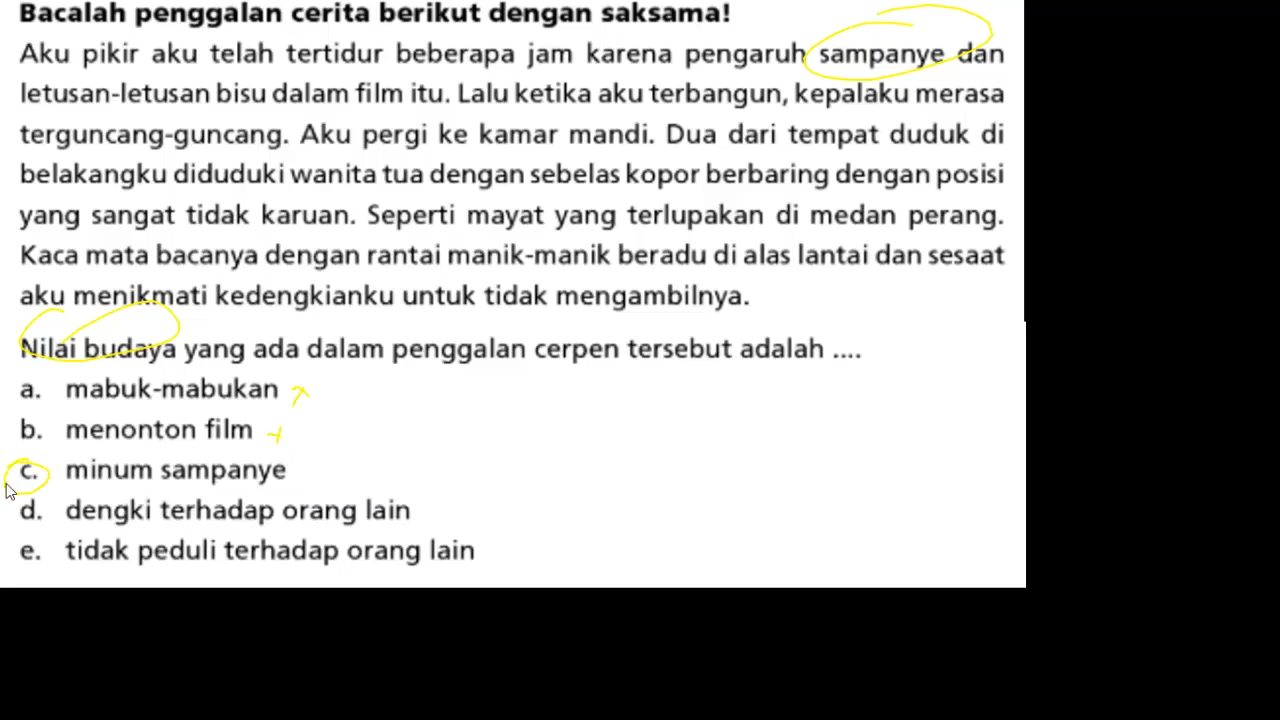 Bacalah penggalan cerita berikut dengan saksama!
Aku pikir aku telah tertidur beberapa jam karena pengaruh sampanye dan
letusan-letusan bisu dalam film itu. Lalu ketika aku terbangun, kepalaku merasa
terguncang-guncang. Aku pergi ke kamar mandi. Dua dari tempat duduk di
belakangku diduduki wanita tua dengan sebelas kopor berbaring dengan posisi
yang sangat tidak karuan. Seperti mayat yang terlupakan di medan perang.
Kaca mata bacanya dengan rantai manik-manik beradu di alas lantai dan sesaat
aku menikmati kedengkianku untuk tidak mengambilnya.
Nilai budaya yang ada dalam penggalan cerpen tersebut adalah ....
a. mabuk-mabukan
b. menonton film
c. minum sampanye
d. dengki terhadap orang lain
e. tidak peduli terhadap orang lain